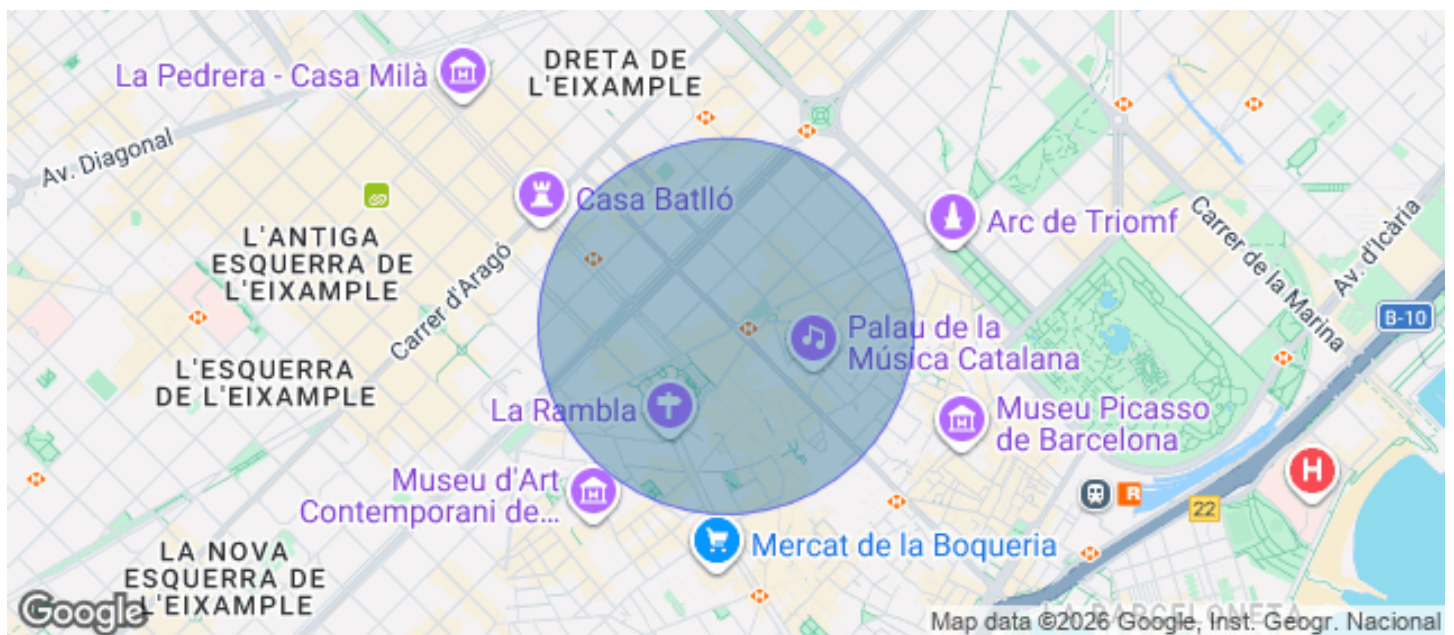 DRETA DE
L'EIXAMPLE
La Pedrera - Casa Milà
Av. Diagonal
Casa Batlló
Arc de Triomf
Carrer de la Marina
Av. d'Icària
L'ANTIGA
ESQUERRA DE
L'EIXAMPLE
Carrer d'Aragó
B-10
Palau de la
Música Catalana
L'ESQUERRA
DE L'EIXAMPLE
La Rambla
Museu Picasso
de Barcelona
H
Museu d'Art
Contemporani de...
R
22
Mercat de la Boqueria
LA NOVA
ESQUERRA DE
L'EIXAMPLE
LA BARCELONETA
Google
Map data ©2026 Google, Inst. Geogr. Nacional